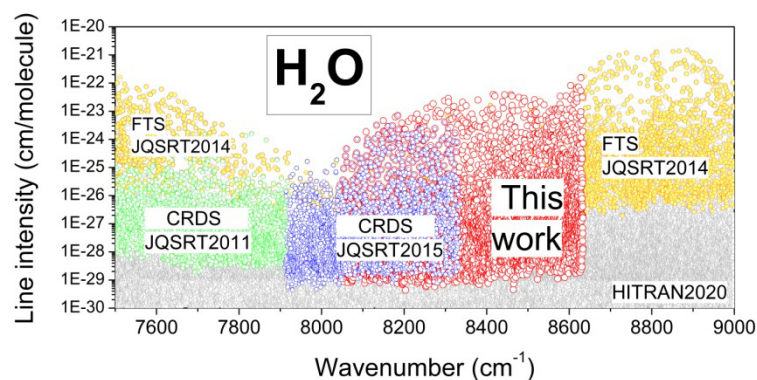 Line intensity (cm/molecule)
1E-20
1E-21
1E-22
1E-23
1E-24
1E-25
1E-26
1E-27
1E-28
1E-29
1E-30
H₂O
FTS
JQSRT2014
CRDS
JQSRT2011
CRDS
JQSRT2015
This
work
FTS
JQSRT2014
HITRAN2020
7600 7800 8000 8200 8400 8600 8800 9000
Wavenumber (cm⁻¹)